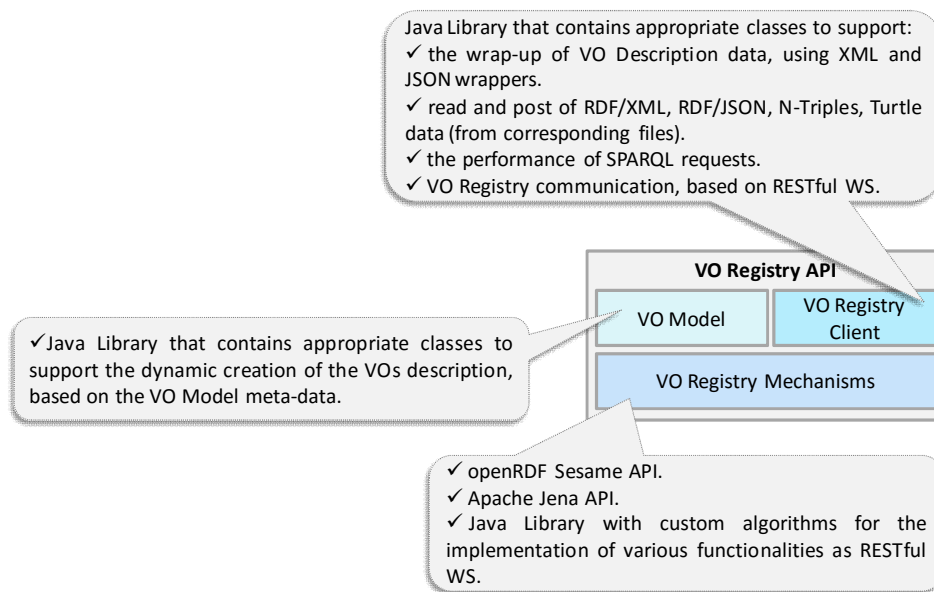 Java Library that contains appropriate classes to support:
✓ the wrap-up of VO Description data, using XML and
JSON wrappers.
✓ read and post of RDF/XML, RDF/JSON, N-Triples, Turtle
data (from corresponding files).
✓ the performance of SPARQL requests.
✓ VO Registry communication, based on RESTful WS.
VO Registry API
VO Model
VO Registry
Client
VO Registry Mechanisms
✓Java Library that contains appropriate classes to
support the dynamic creation of the VOs description,
based on the VO Model meta-data.
✓ openRDF Sesame API.
✓ Apache Jena API.
✓ Java Library with custom algorithms for the
implementation of various functionalities as RESTful
WS.